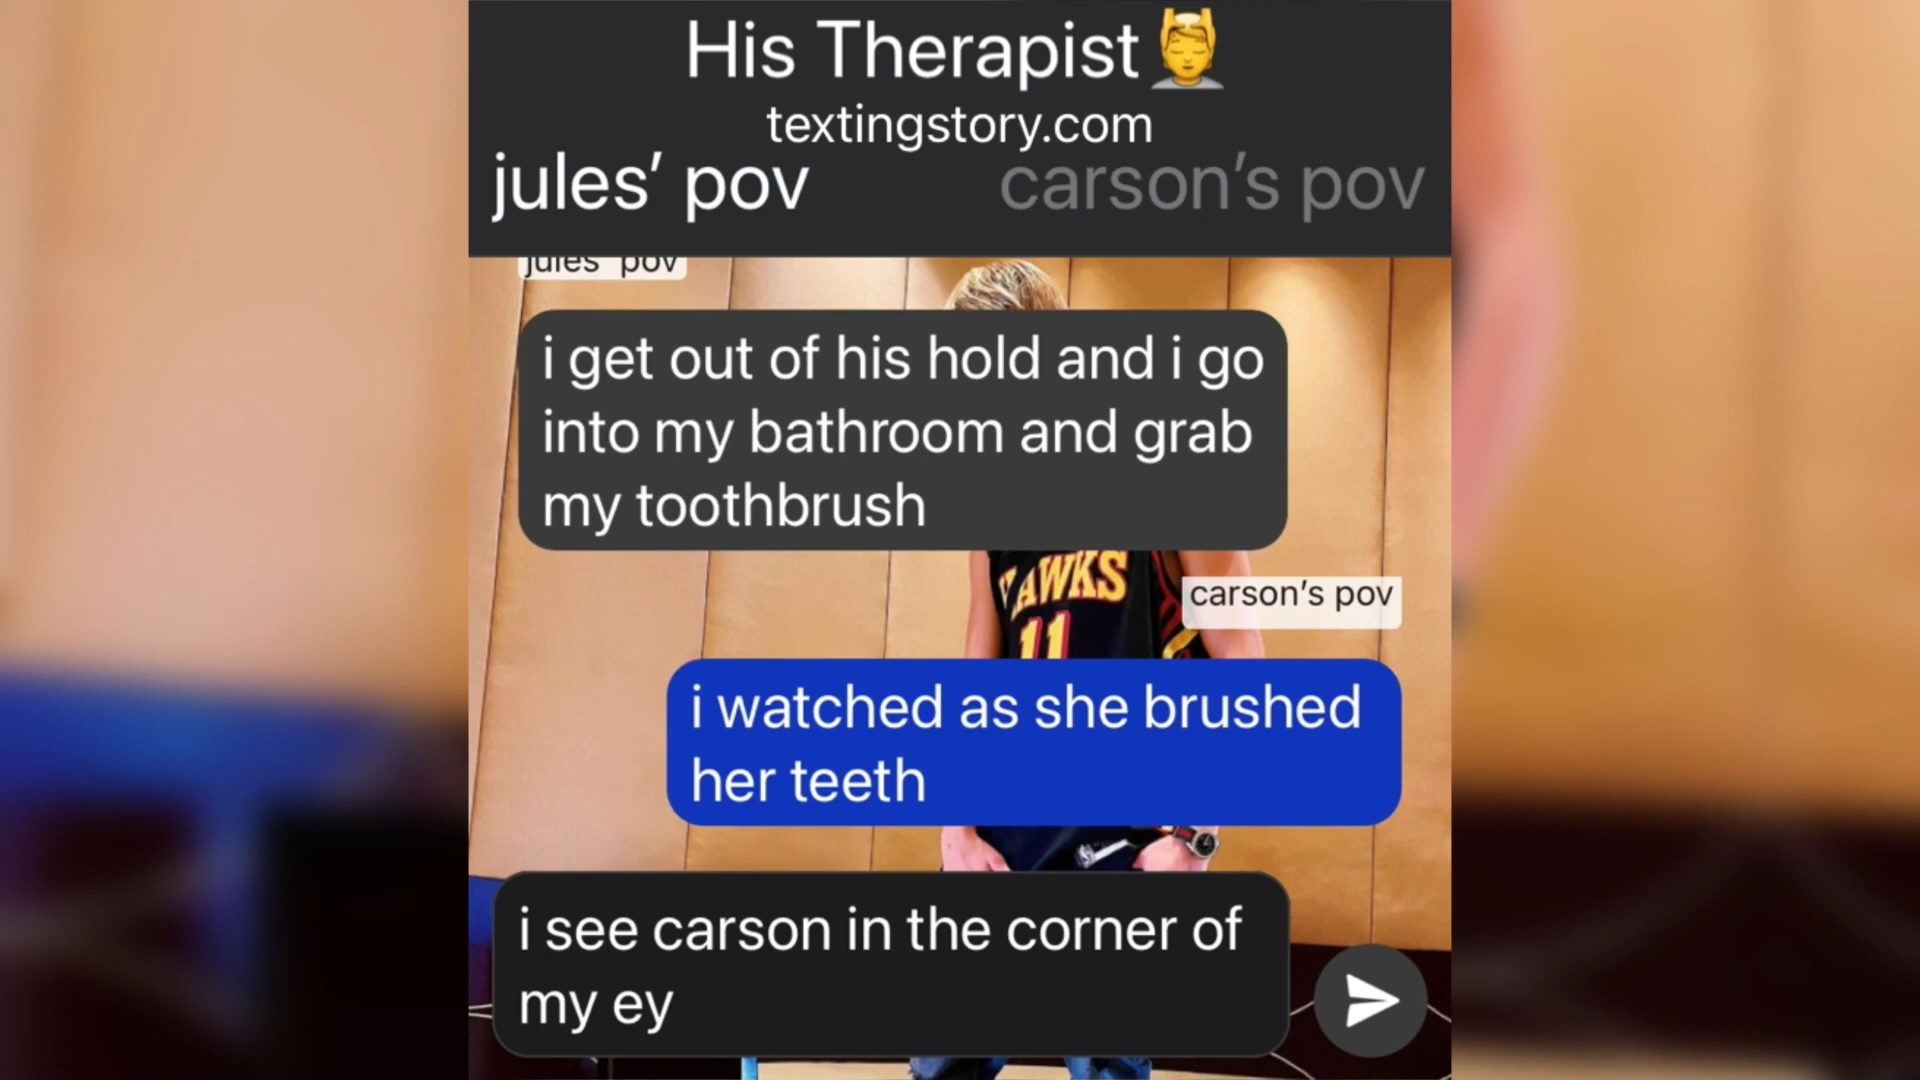 His Therapist
textingstory.com
jules’ pov
carson’s pov
jules’ pov
i get out of his hold and i go
into my bathroom and grab
my toothbrush
HAWKS
11
carson’s pov
i watched as she brushed
her teeth
i see carson in the corner of
my ey